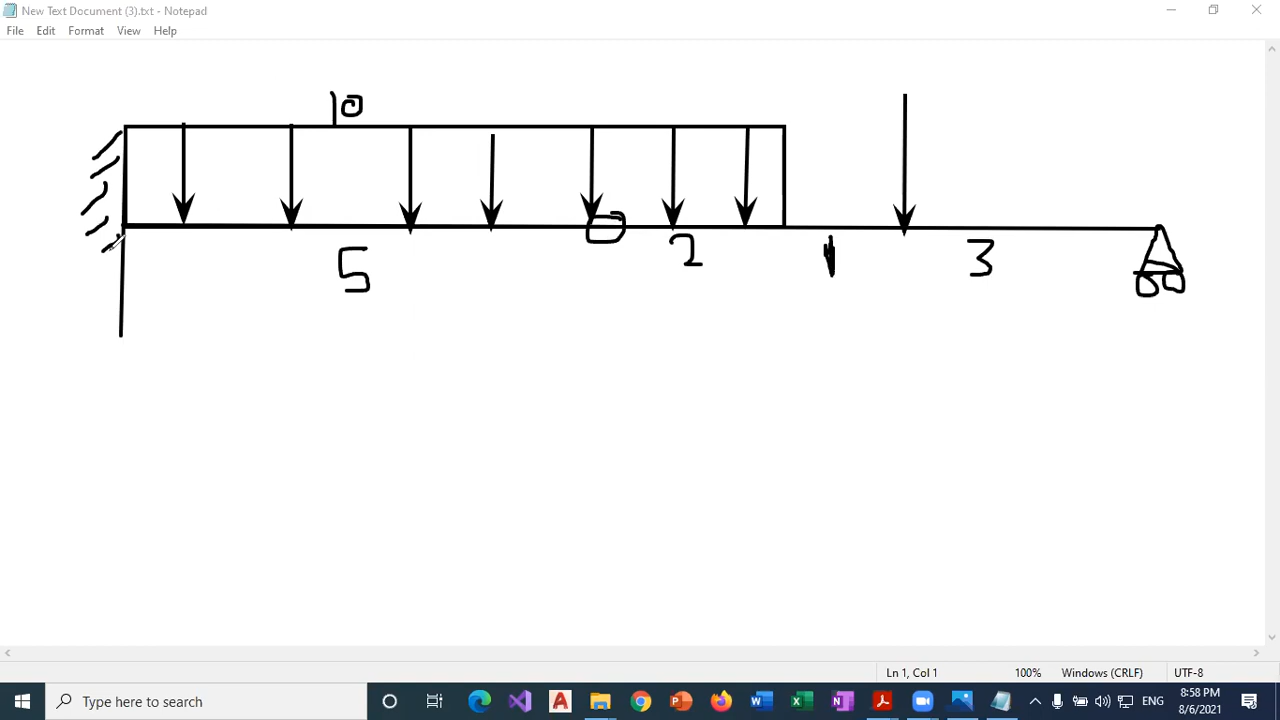 New Text Document (3).txt - Notepad
File Edit Format View Help
10
5 2 1 3
Ln 1, Col 1 100% Windows (CRLF) UTF-8
Type here to search
ENG
8:58 PM
8/6/2021